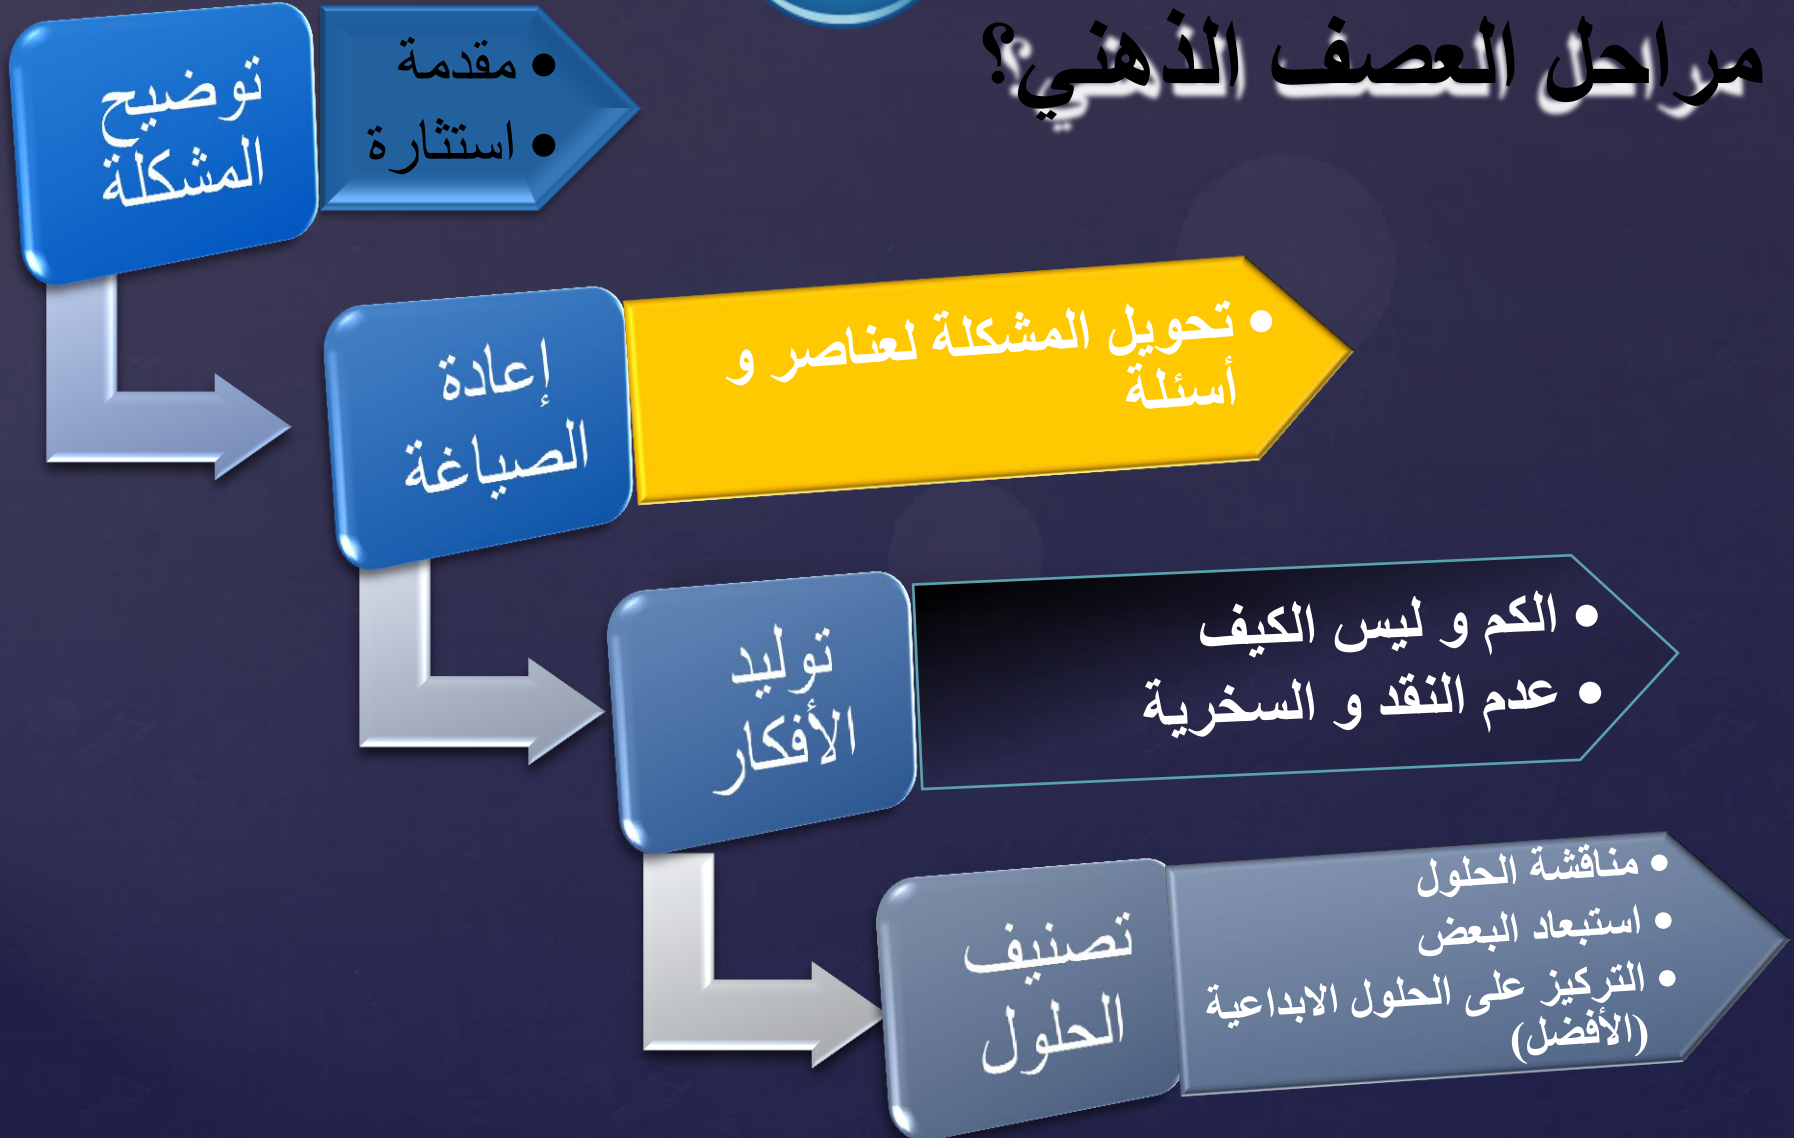 مراحل العصف الذهني؟
توضيح
المشكلة
• مقدمة
• استثارة
إعادة
الصياغة
• تحويل المشكلة لعناصر و
أسئلة
توليد
الأفكار
• الكم و ليس الكيف
• عدم النقد و السخرية
تصنيف
الحلول
• مناقشة الحلول
• استبعاد البعض
• التركيز على الحلول الابداعية
(الأفضل)